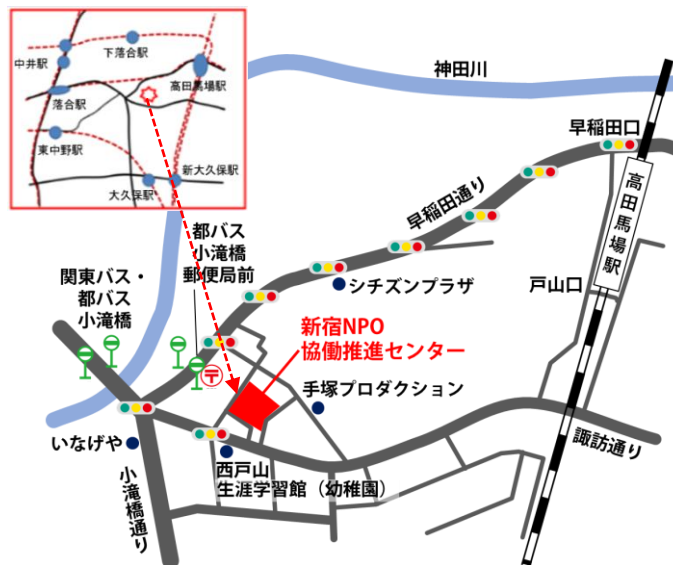 下落合駅
中井駅
高田馬場駅
落合駅
東中野駅
新大久保駅
大久保駅
神田川
早稲田口
早稲田通り
高田馬場駅
都バス
小滝橋
郵便局前
関東バス・
都バス
小滝橋
シチズンプラザ
戸山口
新宿NPO
協働推進センター
〒
手塚プロダクション
いなげや
西戸山
生涯学習館（幼稚園）
諏訪通り
小滝橋通り